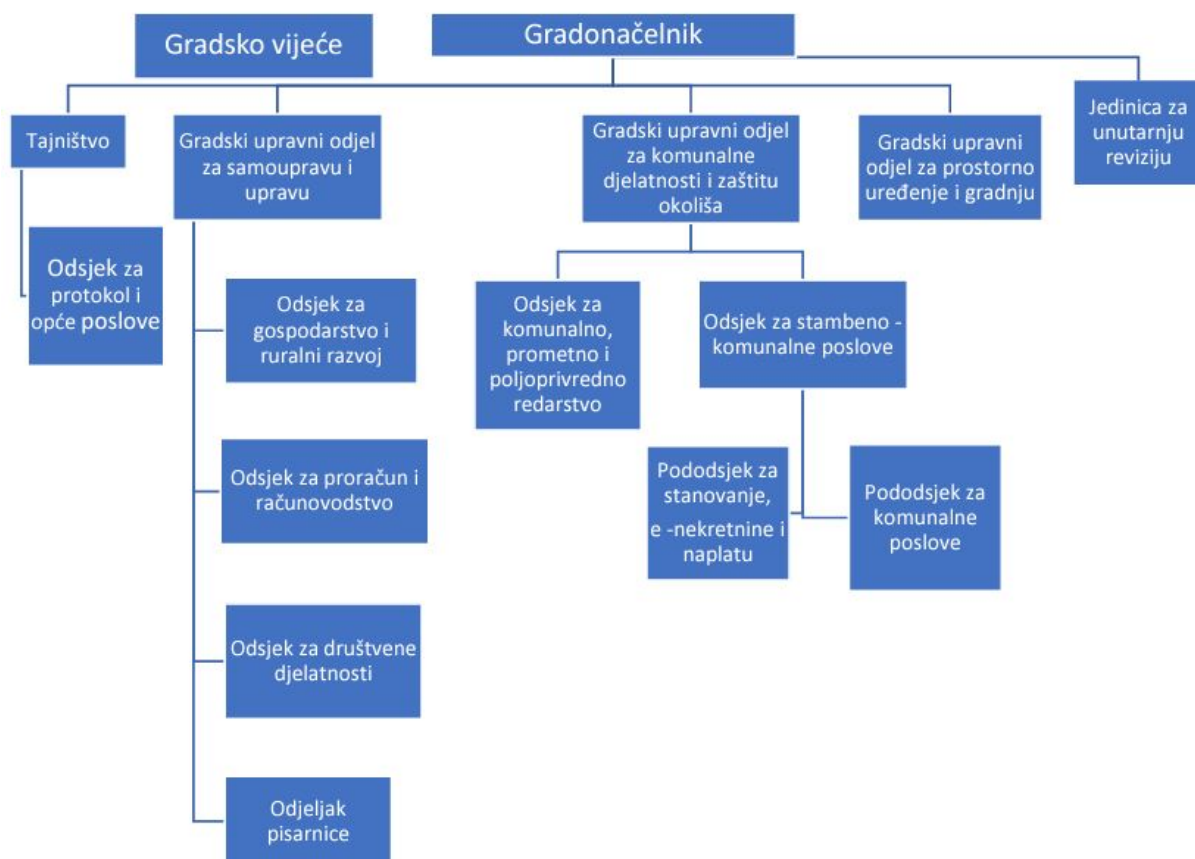 Gradsko vijeće
Gradonačelnik
Tajništvo
Gradski upravni odjel
za samoupravu i
upravu
Gradski upravni odjel
za komunalne
djelatnosti i zaštitu
okoliša
Gradski upravni
odjel za prostorno
uređenje i gradnju
Jedinica za
unutarnju
reviziju
Odsjek za
protokol i
opće poslove
Odsjek za
gospodarstvo i
ruralni razvoj
Odsjek za
komunalno,
prometno i
poljoprivredno
redarstvo
Odsjek za stambeno -
komunalne poslove
Odsjek za proračun i
računovodstvo
Pododsjek za
stanovanje,
e -nekretnine i
naplatu
Pododsjek za
komunalne
poslove
Odsjek za društvene
djelatnosti
Odjeljak
pisarnice